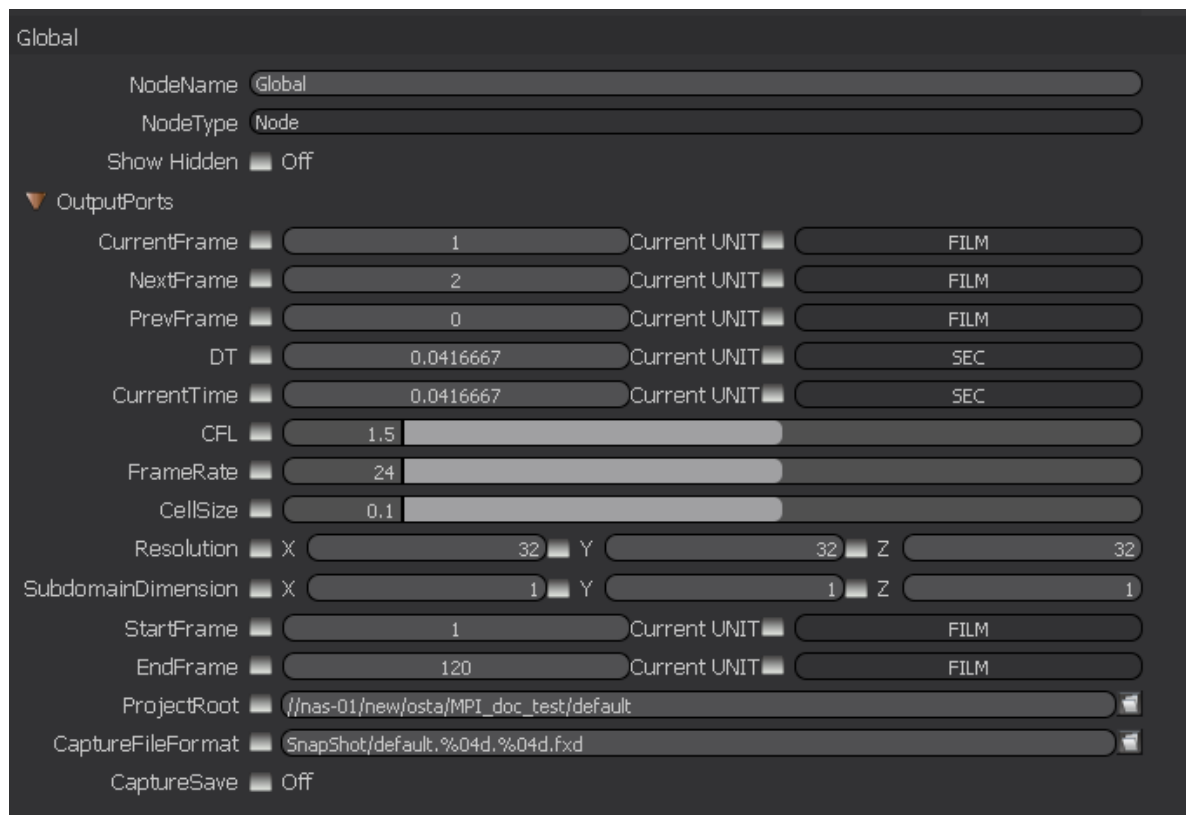 Global
NodeName Global
NodeType Node
Show Hidden Off
OutputPorts
CurrentFrame 1 Current UNIT FILM
NextFrame 2 Current UNIT FILM
PrevFrame 0 Current UNIT FILM
DT 0.0416667 Current UNIT SEC
CurrentTime 0.0416667 Current UNIT SEC
CFL 1.5
FrameRate 24
CellSize 0.1
Resolution X 32 Y 32 Z 32
SubdomainDimension X 1 Y 1 Z 1
StartFrame 1 Current UNIT FILM
EndFrame 120 Current UNIT FILM
ProjectRoot //nas-01/new/osta/MPI_doc_test/default
CaptureFileFormat SnapShot/default.%04d.%04d.fxd
CaptureSave Off